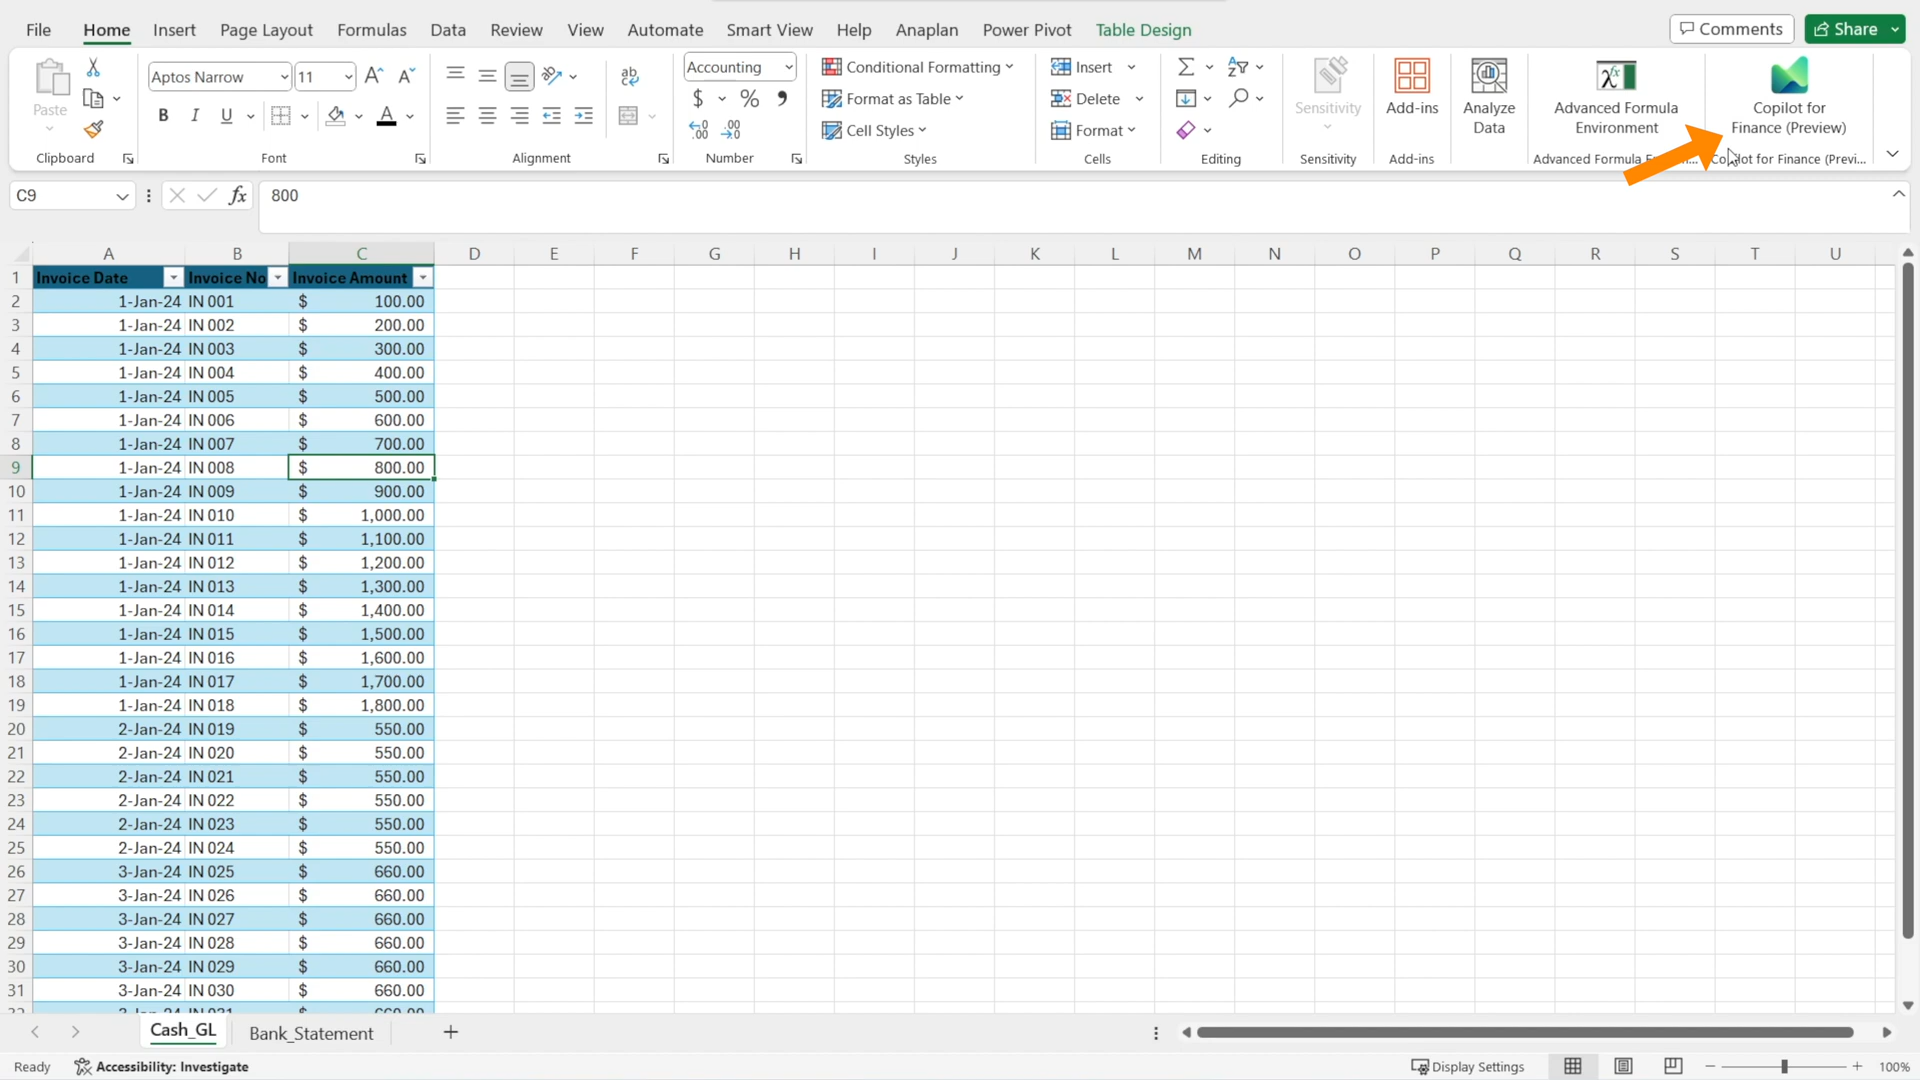 File Home Insert Page Layout Formulas Data Review View Automate Smart View Help Anaplan Power Pivot Table Design Comments Share
Paste Aptos Narrow 11 B I U Accounting $ % Conditional Formatting Format as Table Cell Styles Insert Delete Format Sensitivity Add-ins Analyze Data Advanced Formula Environment Copilot for Finance (Preview)
Clipboard Font Alignment Number Styles Cells Editing Sensitivity Add-ins Advanced Formula
C9 fx 800
A B C D E F G H I J K L M N O P Q R S T U
1 Invoice Date Invoice No Invoice Amount
2 1-Jan-24 IN 001 $ 100.00
3 1-Jan-24 IN 002 $ 200.00
4 1-Jan-24 IN 003 $ 300.00
5 1-Jan-24 IN 004 $ 400.00
6 1-Jan-24 IN 005 $ 500.00
7 1-Jan-24 IN 006 $ 600.00
8 1-Jan-24 IN 007 $ 700.00
9 1-Jan-24 IN 008 $ 800.00
10 1-Jan-24 IN 009 $ 900.00
11 1-Jan-24 IN 010 $ 1,000.00
12 1-Jan-24 IN 011 $ 1,100.00
13 1-Jan-24 IN 012 $ 1,200.00
14 1-Jan-24 IN 013 $ 1,300.00
15 1-Jan-24 IN 014 $ 1,400.00
16 1-Jan-24 IN 015 $ 1,500.00
17 1-Jan-24 IN 016 $ 1,600.00
18 1-Jan-24 IN 017 $ 1,700.00
19 1-Jan-24 IN 018 $ 1,800.00
20 2-Jan-24 IN 019 $ 550.00
21 2-Jan-24 IN 020 $ 550.00
22 2-Jan-24 IN 021 $ 550.00
23 2-Jan-24 IN 022 $ 550.00
24 2-Jan-24 IN 023 $ 550.00
25 2-Jan-24 IN 024 $ 550.00
26 3-Jan-24 IN 025 $ 660.00
27 3-Jan-24 IN 026 $ 660.00
28 3-Jan-24 IN 027 $ 660.00
29 3-Jan-24 IN 028 $ 660.00
30 3-Jan-24 IN 029 $ 660.00
31 3-Jan-24 IN 030 $ 660.00
Cash_GL Bank_Statement
Ready Accessibility: Investigate Display Settings 100%